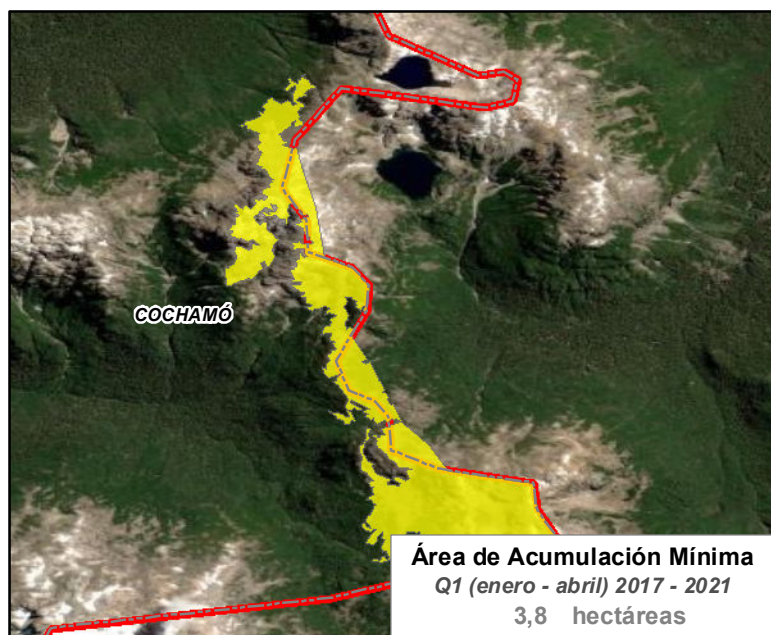 COCHAMÓ
Área de Acumulación Mínima
Q1 (enero - abril) 2017 - 2021
3,8 hectáreas